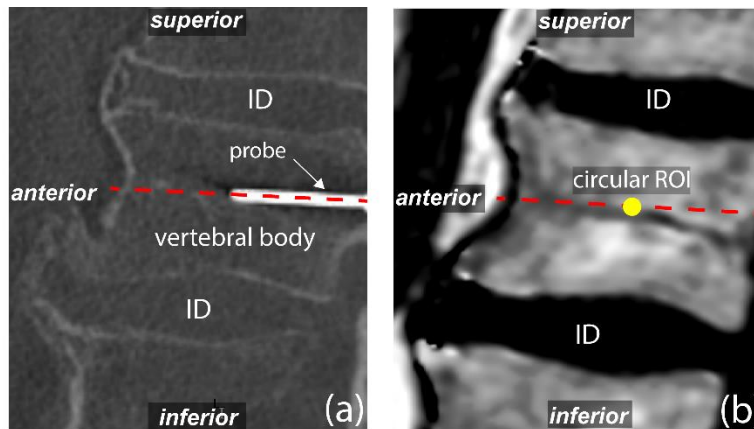 superior
ID
probe
anterior
vertebral body
ID
inferior
(a)
superior
ID
circular ROI
anterior
ID
inferior
(b)